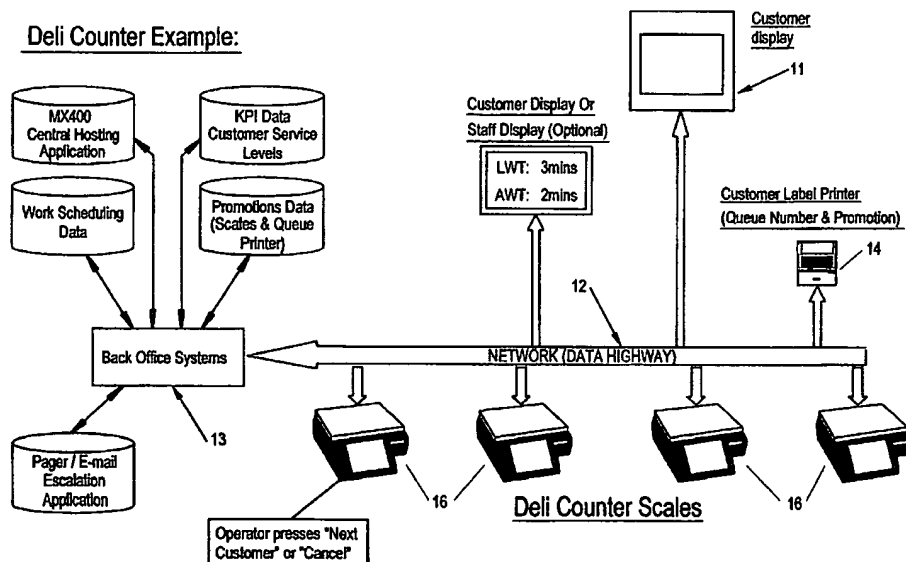 Deli Counter Example:
Customer
display
11
MX400
Central Hosting
Application
KPI Data
Customer Service
Levels
Customer Display Or
Staff Display (Optional)
LWT: 3mins
AWT: 2mins
Work Scheduling
Data
Promotions Data
(Scales & Queue
Printer)
Customer Label Printer
(Queue Number & Promotion)
14
12
Back Office Systems
NETWORK (DATA HIGHWAY)
13
Pager / E-mail
Escalation
Application
16
16
Deli Counter Scales
Operator presses "Next
Customer" or "Cancel"